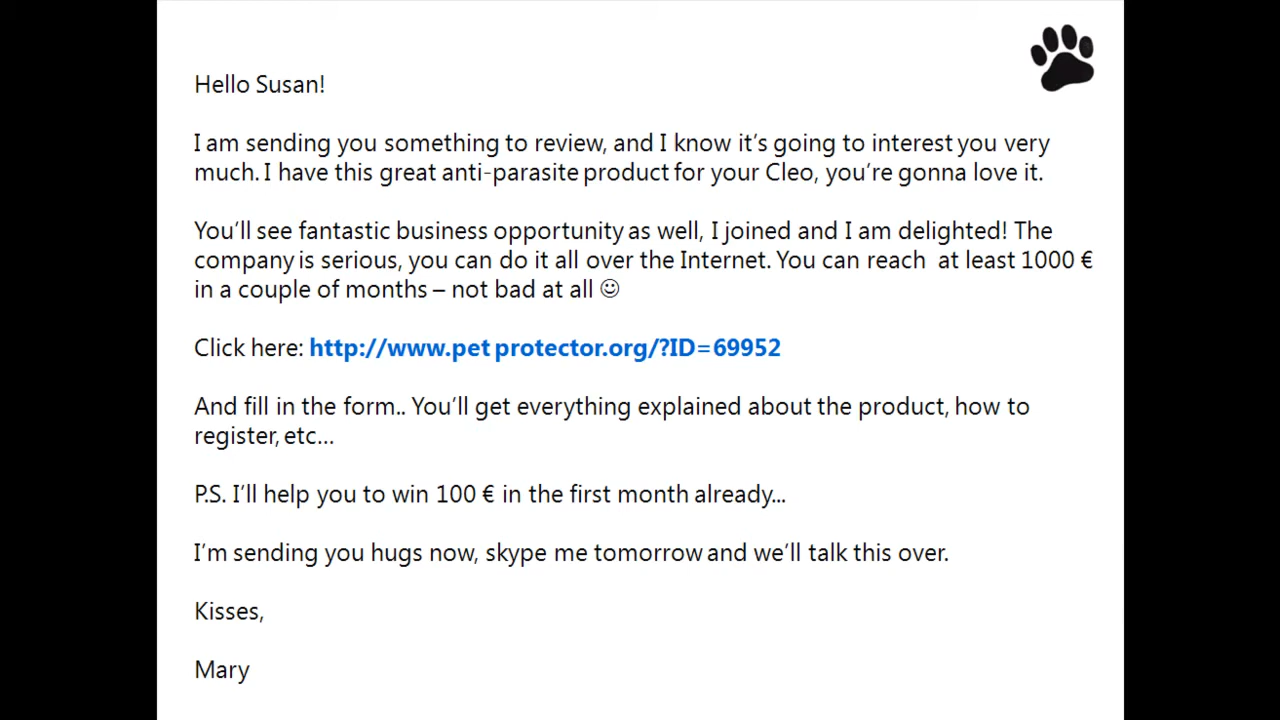 Hello Susan!
I am sending you something to review, and I know it's going to interest you very
much. I have this great anti-parasite product for your Cleo, you're gonna love it.
You'll see fantastic business opportunity as well, I joined and I am delighted! The
company is serious, you can do it all over the Internet. You can reach at least 1000 €
in a couple of months – not bad at all ☺
Click here: http://www.pet protector.org/?ID=69952
And fill in the form.. You'll get everything explained about the product, how to
register, etc...
P.S. I'll help you to win 100 € in the first month already...
I'm sending you hugs now, skype me tomorrow and we'll talk this over.
Kisses,
Mary